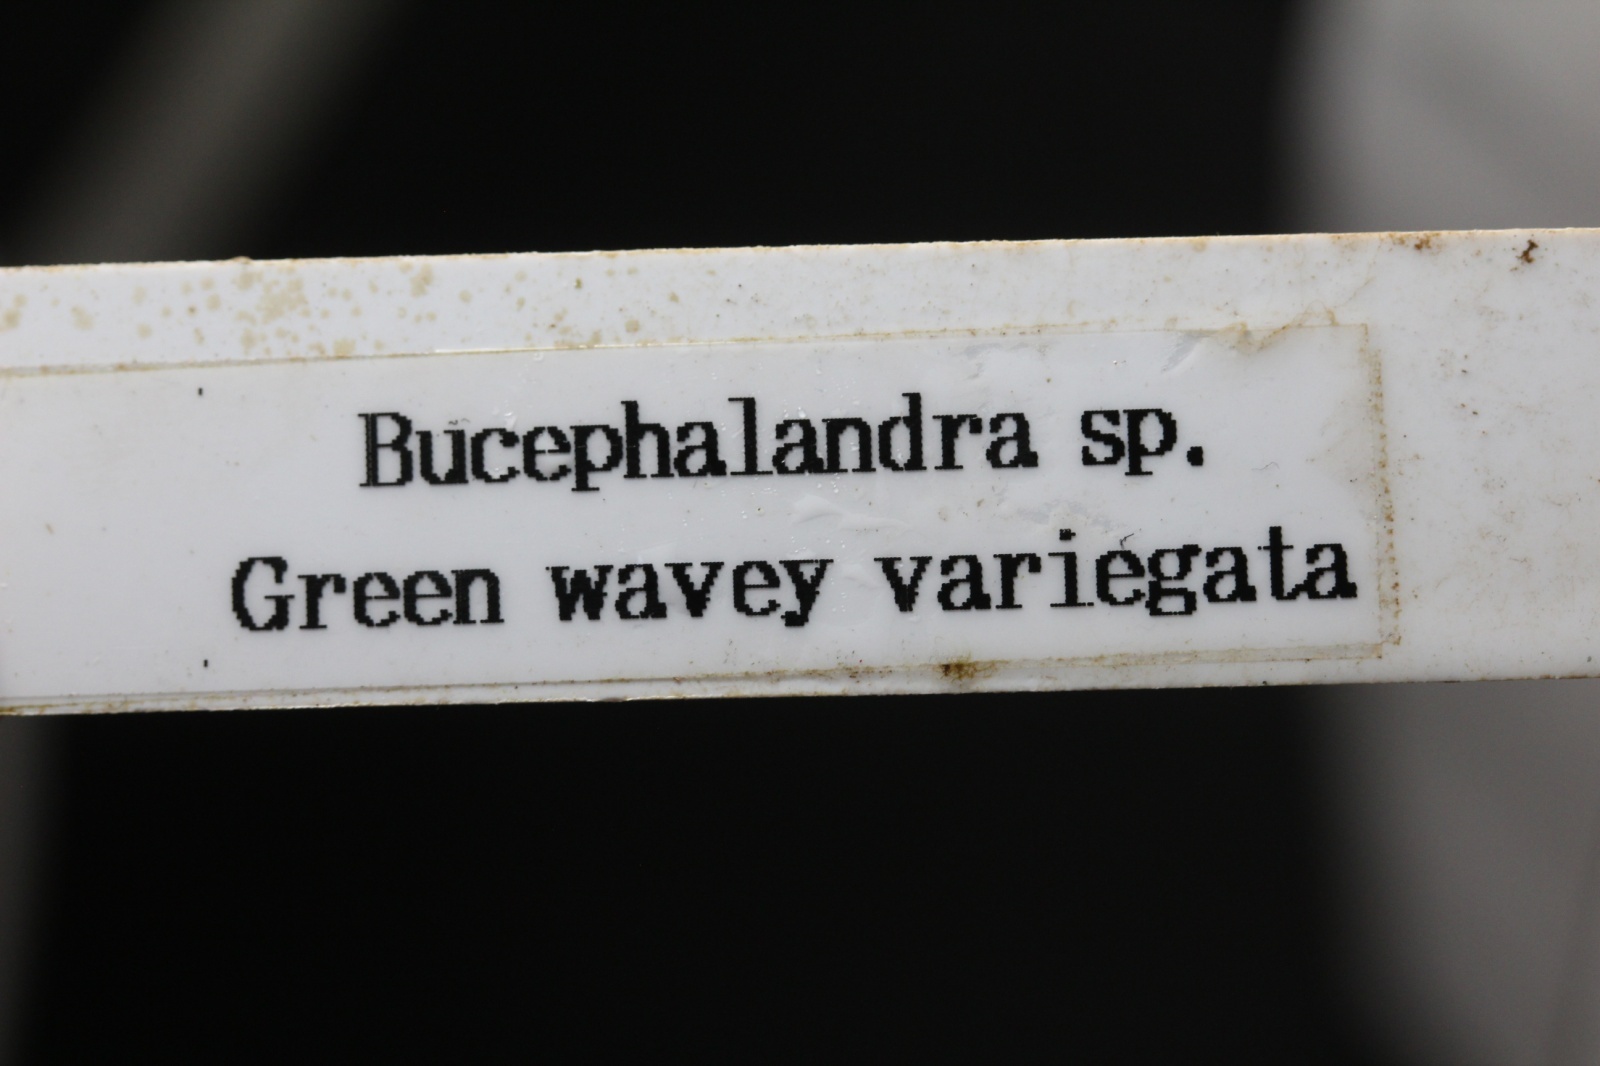 Bucephalandra sp.
Green wavey variegata